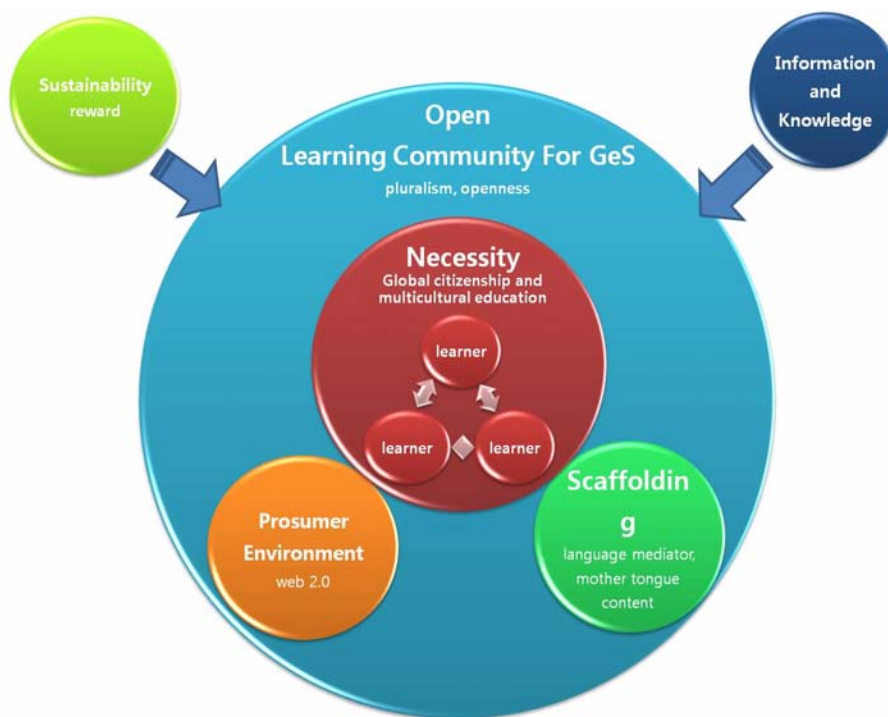 Sustainability
reward
Information
and
Knowledge
Open
Learning Community For GeS
pluralism, openness
Necessity
Global citizenship and
multicultural education
learner
learner
learner
Prosumer
Environment
web 2.0
Scaffoldin
g
language mediator,
mother tongue
content